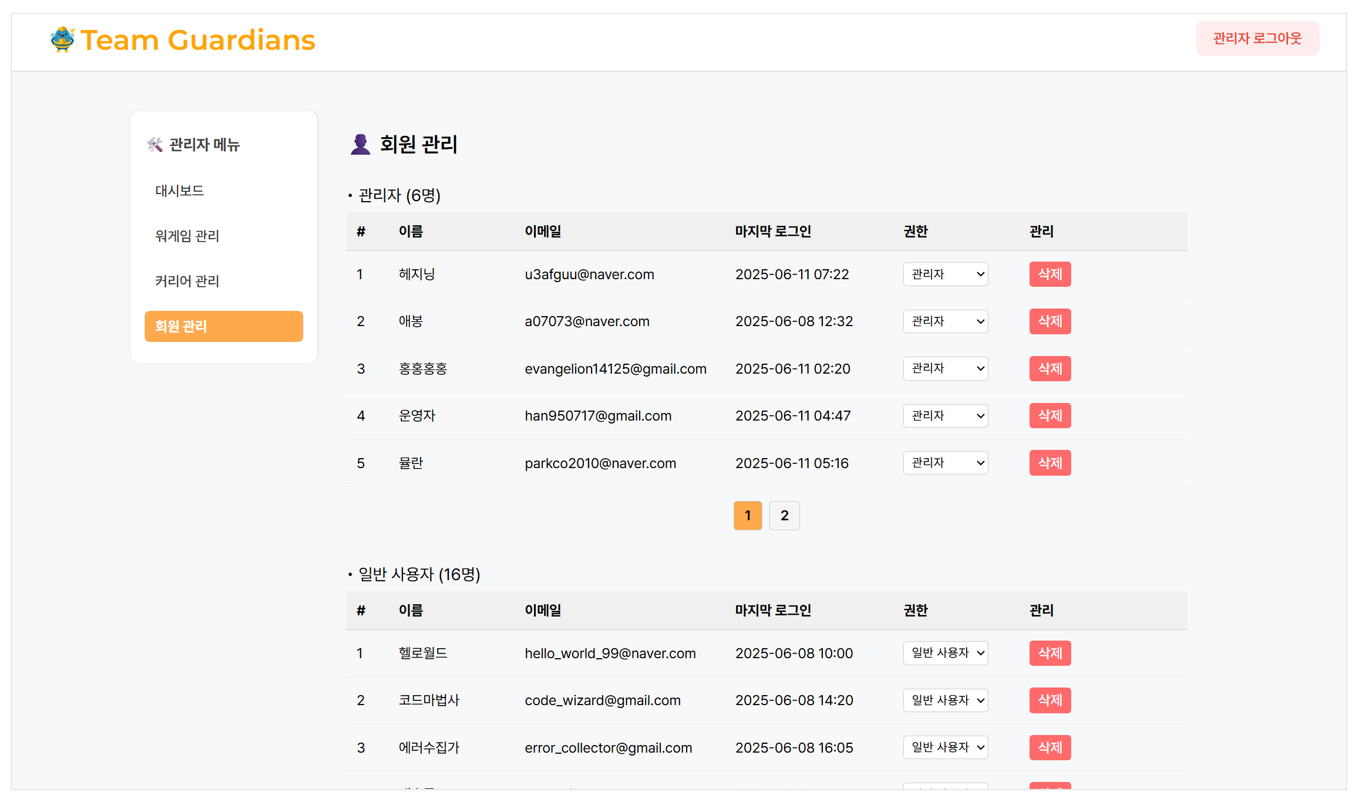 Team Guardians
관리자 로그아웃
관리자 메뉴
대시보드
워게임 관리
커리어 관리
회원 관리
회원 관리
• 관리자 (6명)
# 이름 이메일 마지막 로그인 권한 관리
1 헤지닝 u3afguu@naver.com 2025-06-11 07:22 관리자 삭제
2 애봉 a07073@naver.com 2025-06-08 12:32 관리자 삭제
3 홍홍홍홍 evangelion14125@gmail.com 2025-06-11 02:20 관리자 삭제
4 운영자 han950717@gmail.com 2025-06-11 04:47 관리자 삭제
5 뮬란 parkco2010@naver.com 2025-06-11 05:16 관리자 삭제
1 2
• 일반 사용자 (16명)
# 이름 이메일 마지막 로그인 권한 관리
1 헬로월드 hello_world_99@naver.com 2025-06-08 10:00 일반 사용자 삭제
2 코드마법사 code_wizard@gmail.com 2025-06-08 14:20 일반 사용자 삭제
3 에러수집가 error_collector@gmail.com 2025-06-08 16:05 일반 사용자 삭제